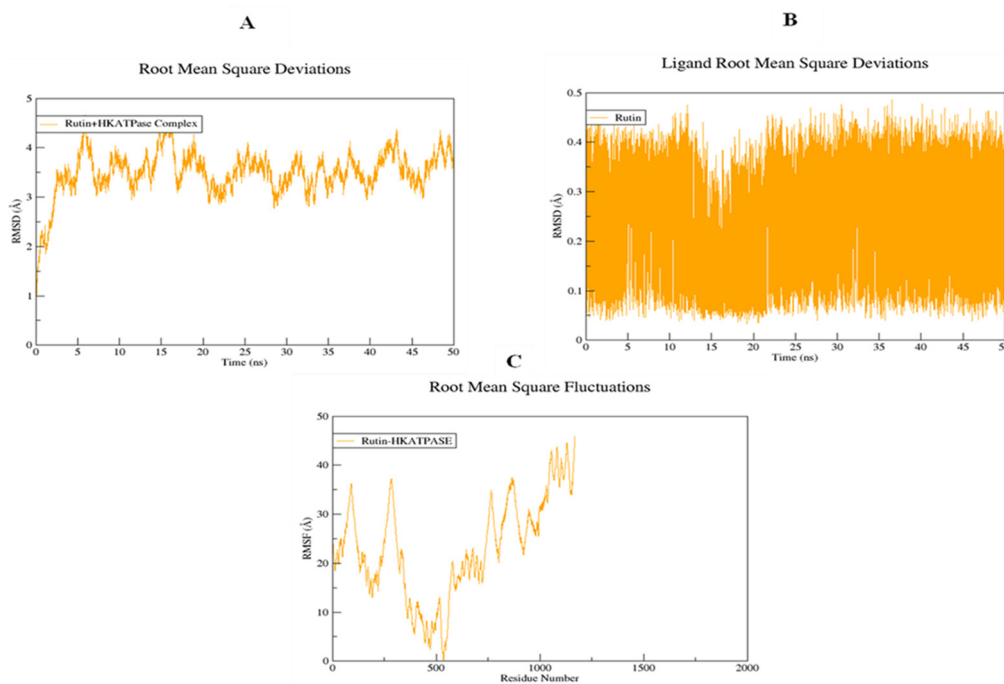 A
Root Mean Square Deviations
5
Rutin+HKATPase Complex
4
3
2
1
0
RMSD (Å)
0 5 10 15 20 25 30 35 40 45 50
Time (ns)
B
Ligand Root Mean Square Deviations
0.5
Rutin
0.4
0.3
0.2
0.1
0
RMSD (Å)
0 5 10 15 20 25 30 35 40 45 50
Time (ns)
C
Root Mean Square Fluctuations
50
Rutin-HKATPASE
40
30
20
10
0
RMSF (Å)
0 500 1000 1500 2000
Residue Number